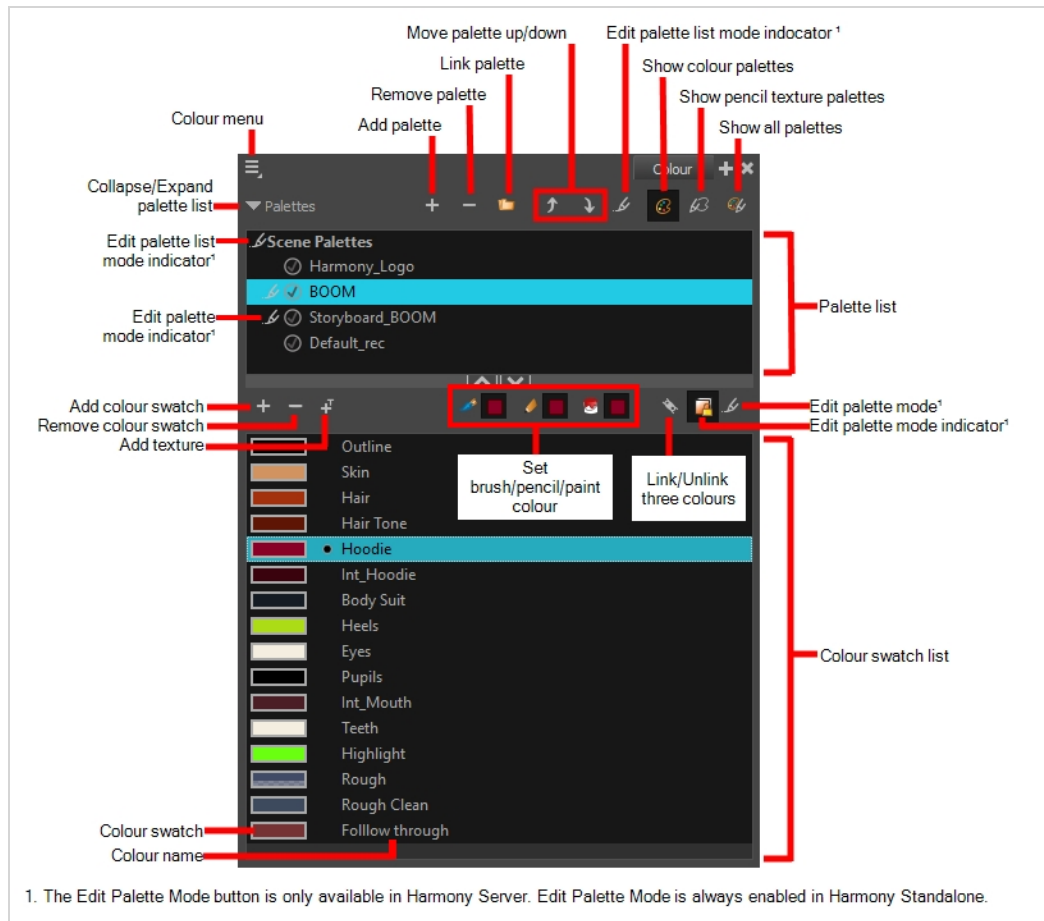 Move palette up/down
Edit palette list mode indocator ¹
Link palette
Show colour palettes
Remove palette
Show pencil texture palettes
Colour menu
Add palette
Show all palettes
Colour
Collapse/Expand
palette list
Palettes
Edit palette list
mode indicator¹
Scene Palettes
Harmony_Logo
BOOM
Palette list
Edit palette
mode indicator¹
Storyboard_BOOM
Default_rec
Add colour swatch
Remove colour swatch
Add texture
T
Edit palette mode¹
Edit palette mode indicator¹
Set
brush/pencil/paint
colour
Link/Unlink
three colours
Outline
Skin
Hair
Hair Tone
Hoodie
Int_Hoodie
Body Suit
Heels
Eyes
Colour swatch list
Pupils
Int_Mouth
Teeth
Highlight
Rough
Rough Clean
Colour swatch
Folllow through
Colour name
1. The Edit Palette Mode button is only available in Harmony Server. Edit Palette Mode is always enabled in Harmony Standalone.